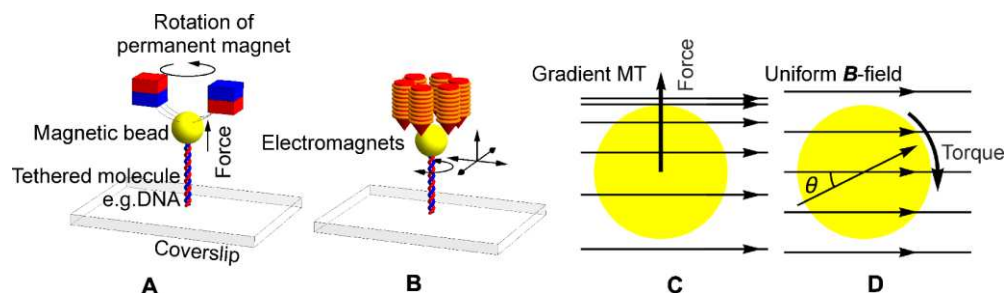 Rotation of
permanent magnet
Magnetic bead
Force
Tethered molecule
e.g.DNA
Coverslip
A
Electromagnets
B
Gradient MT
Force
C
Uniform B-field
θ
Torque
D